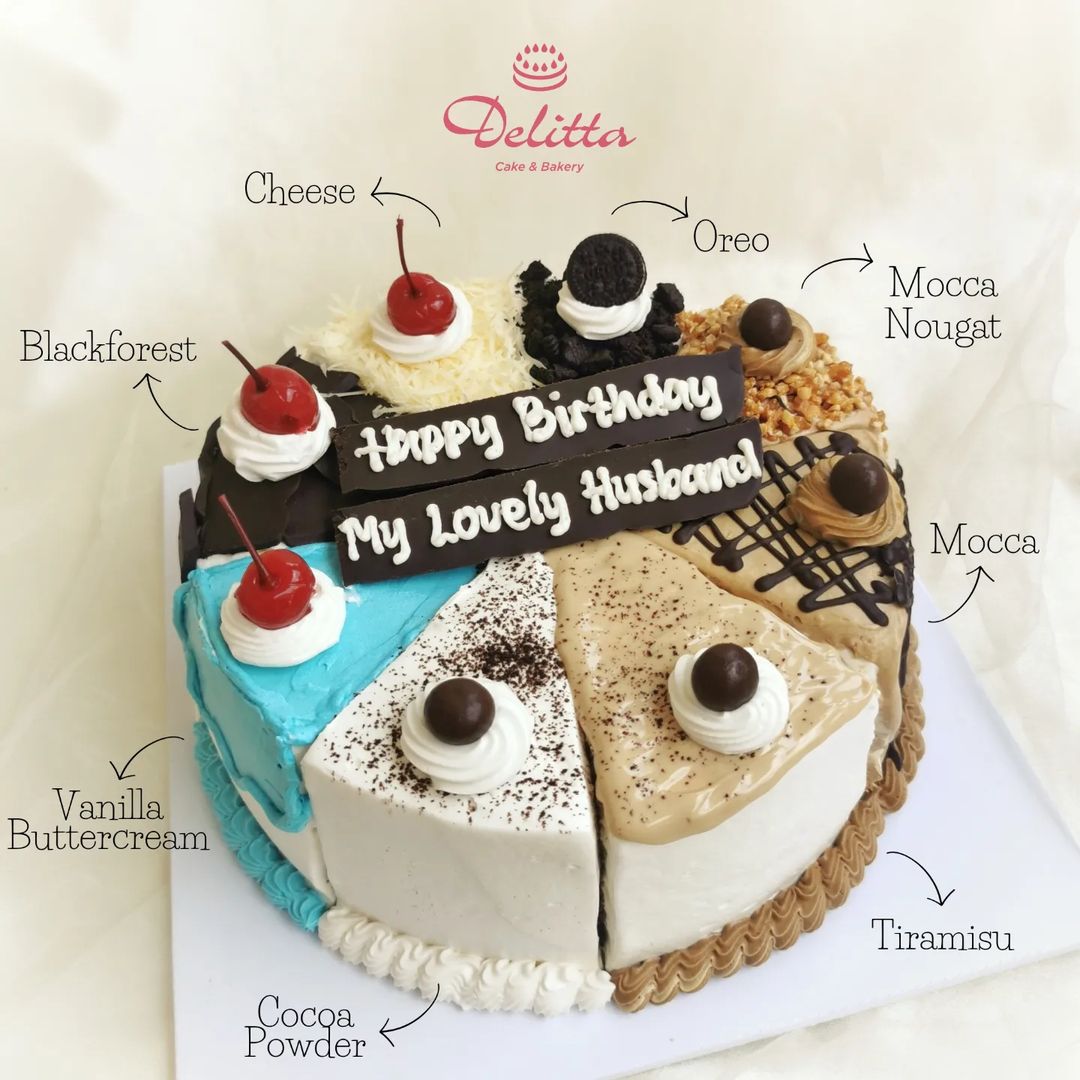 Delitta
Cake & Bakery
Cheese
Oreo
Mocca
Nougat
Blackforest
Happy Birthday
My Lovely Husband
Mocca
Vanilla
Buttercream
Tiramisu
Cocoa
Powder